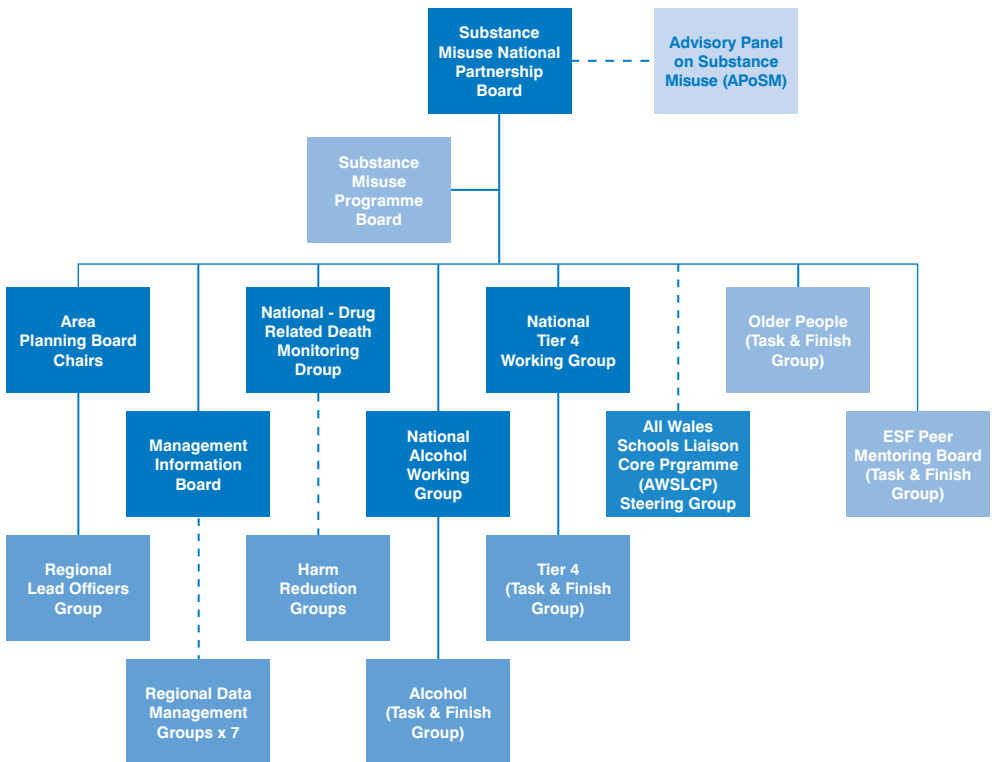 Substance
Misuse National
Partnership
Board
Advisory Panel
on Substance
Misuse (APoSM)
Substance
Misuse
Programme
Board
Area
Planning Board
Chairs
National - Drug
Related Death
Monitoring
Droup
National
Tier 4
Working Group
Older People
(Task & Finish
Group)
Management
Information
Board
National
Alcohol
Working
Group
All Wales
Schools Liaison
Core Prgramme
(AWSLCP)
Steering Group
ESF Peer
Mentoring Board
(Task & Finish
Group)
Regional
Lead Officers
Group
Harm
Reduction
Groups
Tier 4
(Task & Finish
Group)
Regional Data
Management
Groups x 7
Alcohol
(Task & Finish
Group)